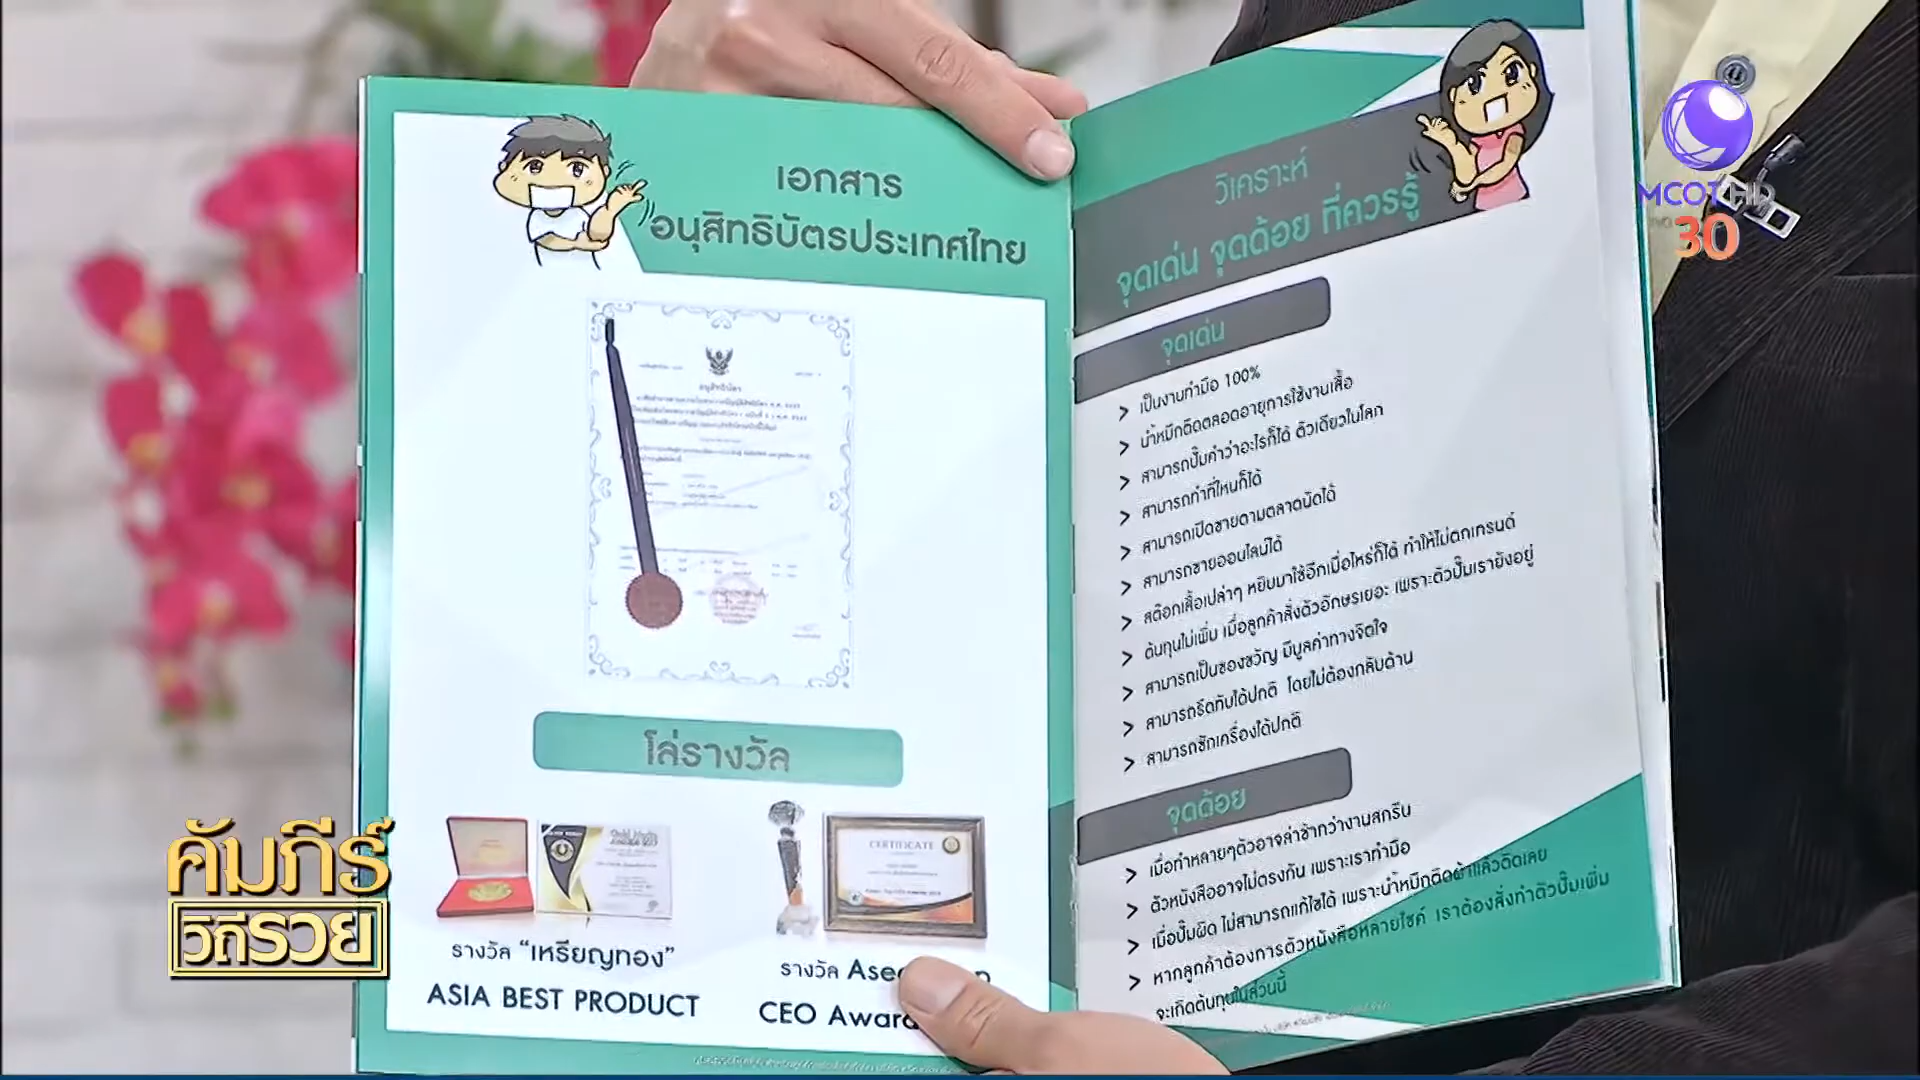 เอกสาร
อนุสิทธิบัตรประเทศไทย
อนุสิทธิบัตร
โล่รางวัล
CERTIFICATE
รางวัล “เหรียญทอง”
ASIA BEST PRODUCT
รางวัล
CEO Award
วิเคราะห์
จุดเด่น จุดด้อย ที่ควรรู้
จุดเด่น
> เป็นงานทำมือ 100%
> น้ำหมึกติดตลอดอายุการใช้งานเสื้อ
> สามารถปั๊มคำว่าอะไรก็ได้ ตัวเดียวในโลก
> สามารถทำที่ไหนก็ได้
> สามารถเปิดขายตามตลาดนัดได้
> สามารถขายออนไลน์ได้
> สต๊อกเสื้อเปล่าๆ หยิบมาใช้อีกเมื่อไหร่ก็ได้ ทำให้ไม่ตกเทรนด์
> ต้นทุนไม่เพิ่ม เมื่อลูกค้าสั่งตัวอักษรเยอะ เพราะตัวปั๊มเรายังอยู่
> สามารถเป็นของขวัญ มีมูลค่าทางจิตใจ
> สามารถรีดทับได้ปกติ โดยไม่ต้องกลับด้าน
> สามารถซักเครื่องได้ปกติ
จุดด้อย
> เมื่อทำหลายๆตัวอาจล่าช้ากว่างานสกรีน
> ตัวหนังสืออาจไม่ตรงกัน เพราะเราทำมือ
> เมื่อปั๊มผิด ไม่สามารถแก้ไขได้ เพราะน้ำหมึกติดผ้าแล้วติดเลย
> หากลูกค้าต้องการตัวหนังสือหลายไซค์ เราต้องสั่งทำตัวปั๊มเพิ่ม
จะเกิดต้นทุนในส่วนนี้
MCOT HD
30
คัมภีร์
วิถีรวย